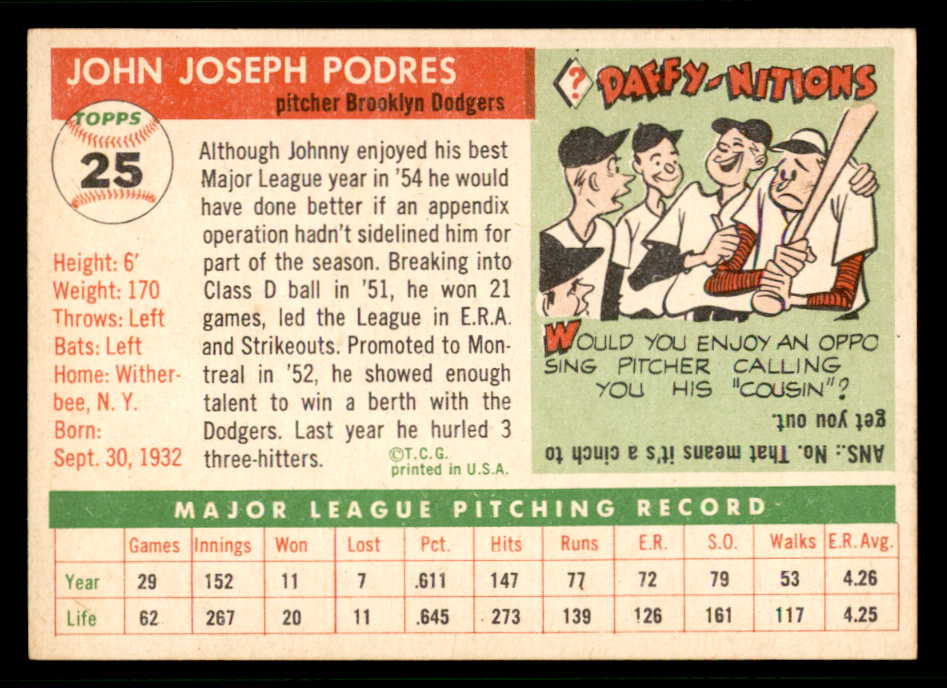 JOHN JOSEPH PODRES
pitcher Brooklyn Dodgers
TOPPS
25
Height: 6'
Weight: 170
Throws: Left
Bats: Left
Home: Wither-
bee, N. Y.
Born:
Sept. 30, 1932
Although Johnny enjoyed his best
Major League year in '54 he would
have done better if an appendix
operation hadn't sidelined him for
part of the season. Breaking into
Class D ball in '51, he won 21
games, led the League in E.R.A.
and Strikeouts. Promoted to Mon-
treal in '52, he showed enough
talent to win a berth with the
Dodgers. Last year he hurled 3
three-hitters.
©T.C.G.
printed in U.S.A.
? DAFFY-NITIONS
WOULD YOU ENJOY AN OPPO
SING PITCHER CALLING
YOU HIS "COUSIN"?
ANS.: No. That means it's a cinch to
get you out.
MAJOR LEAGUE PITCHING RECORD
Games Innings Won Lost Pct. Hits Runs E.R. S.O. Walks E.R. Avg.
Year 29 152 11 7 .611 147 77 72 79 53 4.26
Life 62 267 20 11 .645 273 139 126 161 117 4.25